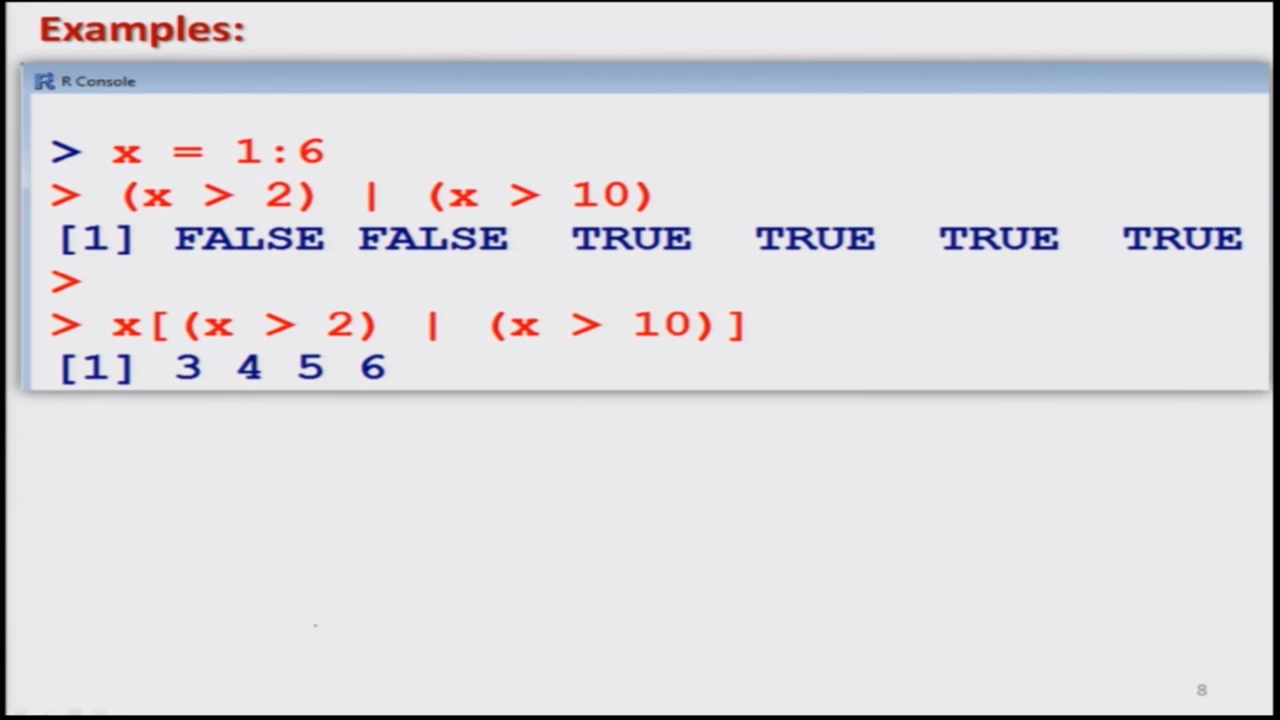 Examples:
R Console
> x = 1:6
> (x > 2) | (x > 10)
[1] FALSE FALSE TRUE TRUE TRUE TRUE
>
> x[(x > 2) | (x > 10)]
[1] 3 4 5 6
8